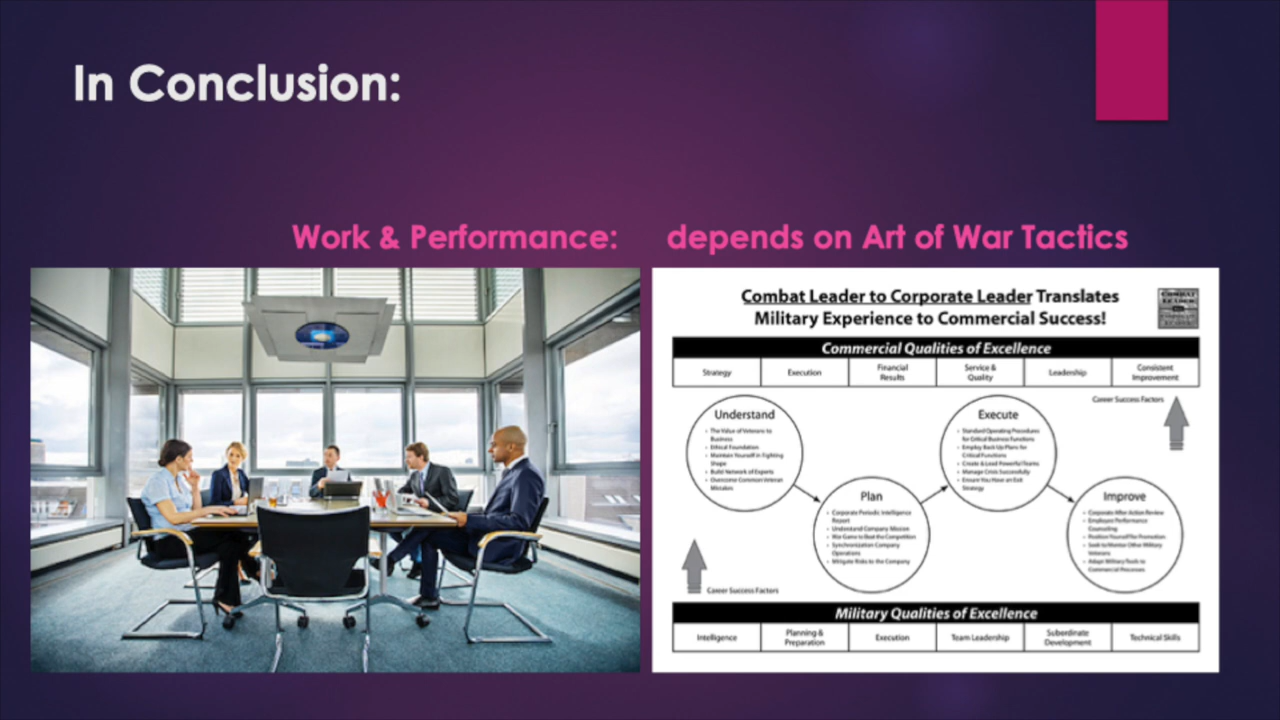 In Conclusion:
Work & Performance:
depends on Art of War Tactics
Combat Leader to Corporate Leader Translates
Military Experience to Commercial Success!
COMBAT
LEADER
Commercial Qualities of Excellence
Strategy
Execution
Financial
Results
Service &
Quality
Leadership
Consistent
Improvement
Career Success Factors
Understand
› The Value of Veterans to
Business
› Ethical Foundation
› Maintain Yourself in Fighting
Shape
› Build Network of Experts
› Overcome Common Veteran
Mistakes
Plan
› Corporate Periodic Intelligence
Report
› Understand Company Mission
› War Game to Beat the Competition
› Synchronization Company
Operations
› Mitigate Risks to the Company
Execute
› Standard Operating Procedures
for Critical Business Functions
› Employ Back Up Plans for
Critical Functions
› Create & Lead Powerful Teams
› Manage Crisis Successfully
› Ensure You Have an Exit
Strategy
Improve
› Corporate After Action Review
› Employee Performance
Counseling
› Position Yourself for Promotion
› Seek to Mentor Other Military
Veterans
› Adapt Military Tools to
Commercial Processes
Career Success Factors
Military Qualities of Excellence
Intelligence
Planning &
Preparation
Execution
Team Leadership
Subordinate
Development
Technical Skills